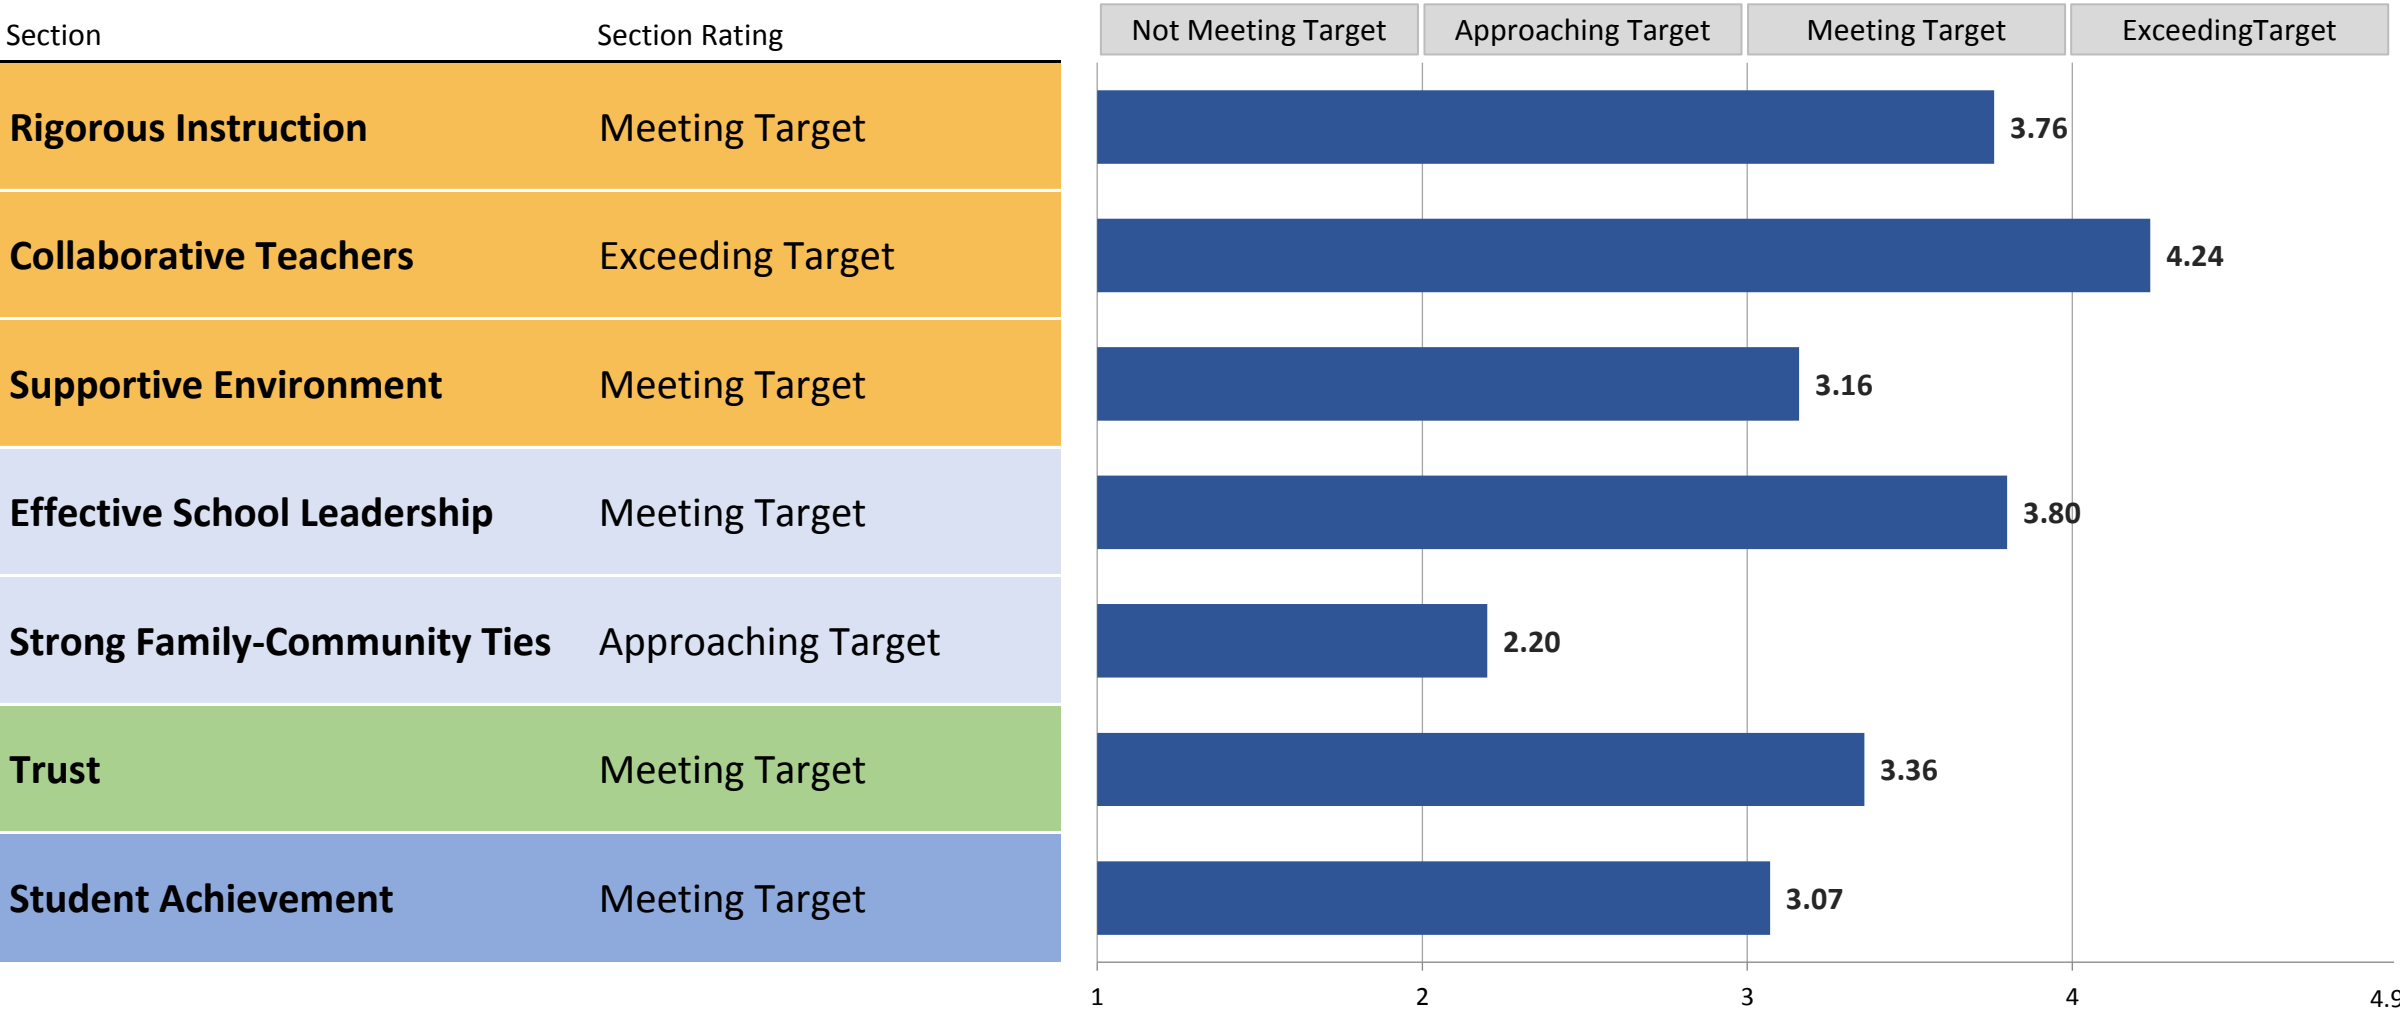 Section Section Rating Not Meeting Target Approaching Target Meeting Target ExceedingTarget
Rigorous Instruction Meeting Target 3.76
Collaborative Teachers Exceeding Target 4.24
Supportive Environment Meeting Target 3.16
Effective School Leadership Meeting Target 3.80
Strong Family-Community Ties Approaching Target 2.20
Trust Meeting Target 3.36
Student Achievement Meeting Target 3.07
1 2 3 4 4.9